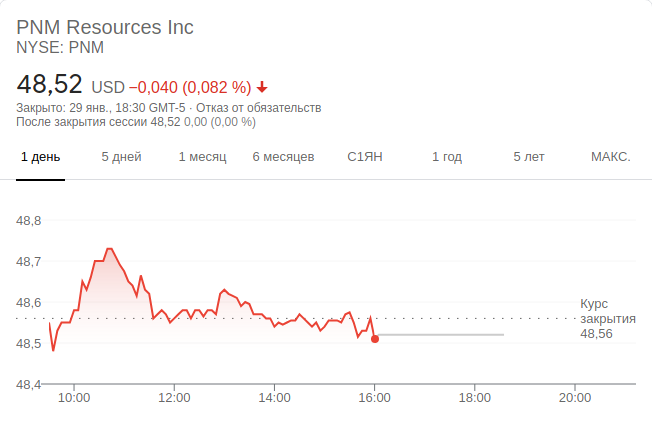 PNM Resources Inc
NYSE: PNM
48,52 USD −0,040 (0,082 %)
Закрыто: 29 янв., 18:30 GMT-5 · Отказ от обязательств
После закрытия сессии 48,52 0,00 (0,00 %)
1 день 5 дней 1 месяц 6 месяцев С1ЯН 1 год 5 лет МАКС.
48,8
48,7
48,6
48,5
48,4
Курс
закрытия
48,56
10:00 12:00 14:00 16:00 18:00 20:00